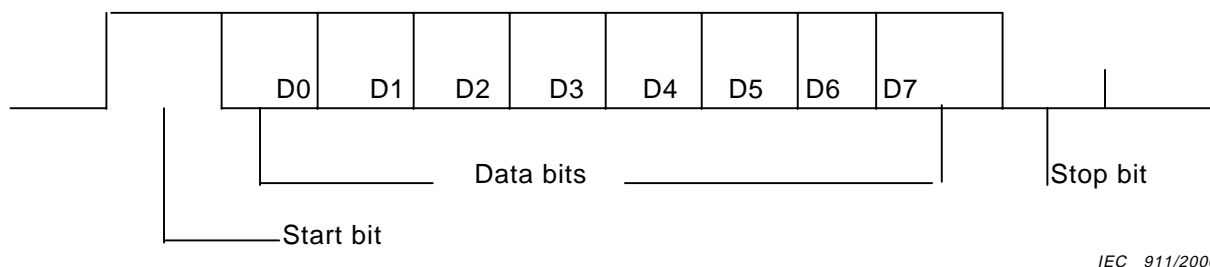 D0 D1 D2 D3 D4 D5 D6 D7
Data bits
Stop bit
Start bit
IEC 911/2000